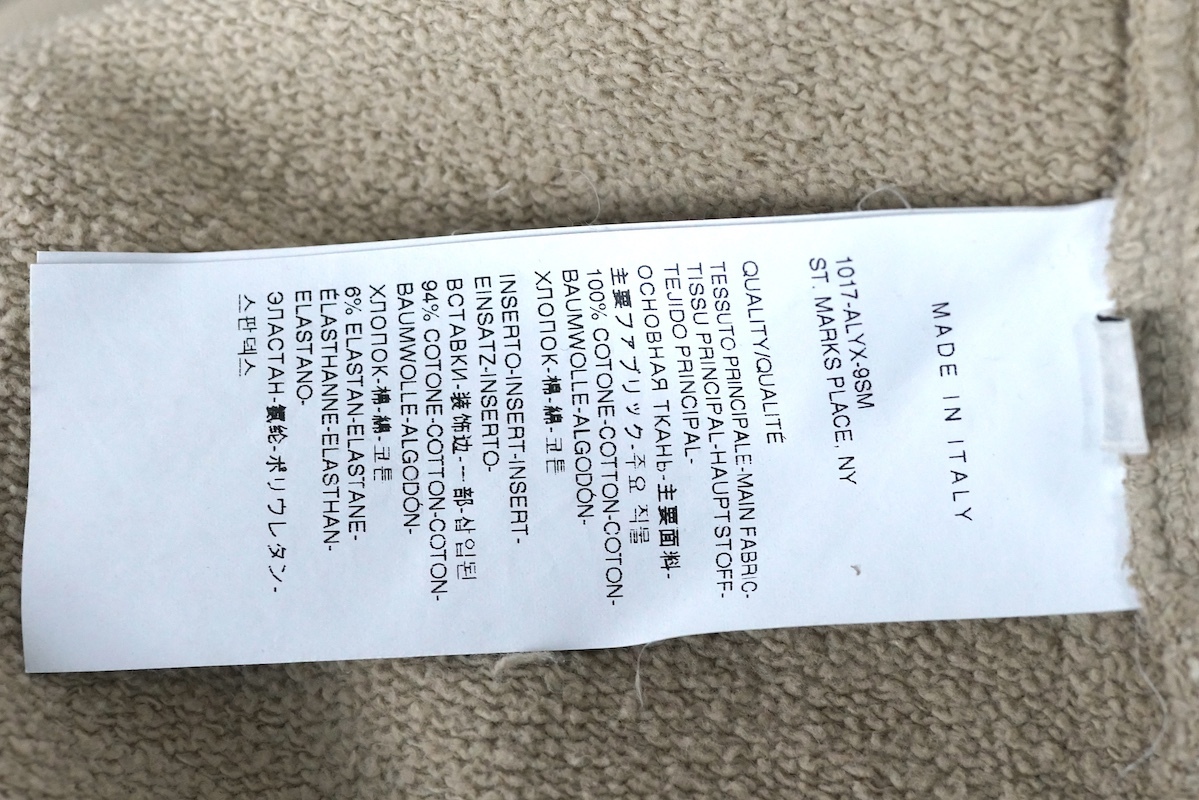 MADE IN ITALY
1017-ALYX-9SM
ST. MARKS PLACE, NY
QUALITY/QUALITÉ
TESSUTO PRINCIPALE-MAIN FABRIC-
TISSU PRINCIPAL-HAUPTSTOFF-
TEJIDO PRINCIPAL-
ОСНОВНАЯ ТКАНЬ-主要面料-
主要ファブリック-주요 직물
100% COTONE-COTTON-COTON-
BAUMWOLLE-ALGODÓN-
ХЛОПОК-棉-綿-코튼
INSERTO-INSERT-INSERT-
EINSATZ-INSERTO-
ВСТАВКИ-装饰边-一部-삽입된
94% COTONE-COTTON-COTON-
BAUMWOLLE-ALGODÓN-
ХЛОПОК-棉-綿-코튼
6% ELASTAN-ELASTANE-
ÉLASTHANNE-ELASTHAN-
ELASTANO-
ЭЛАСТАН-氨纶-ポリウレタン-
스판덱스